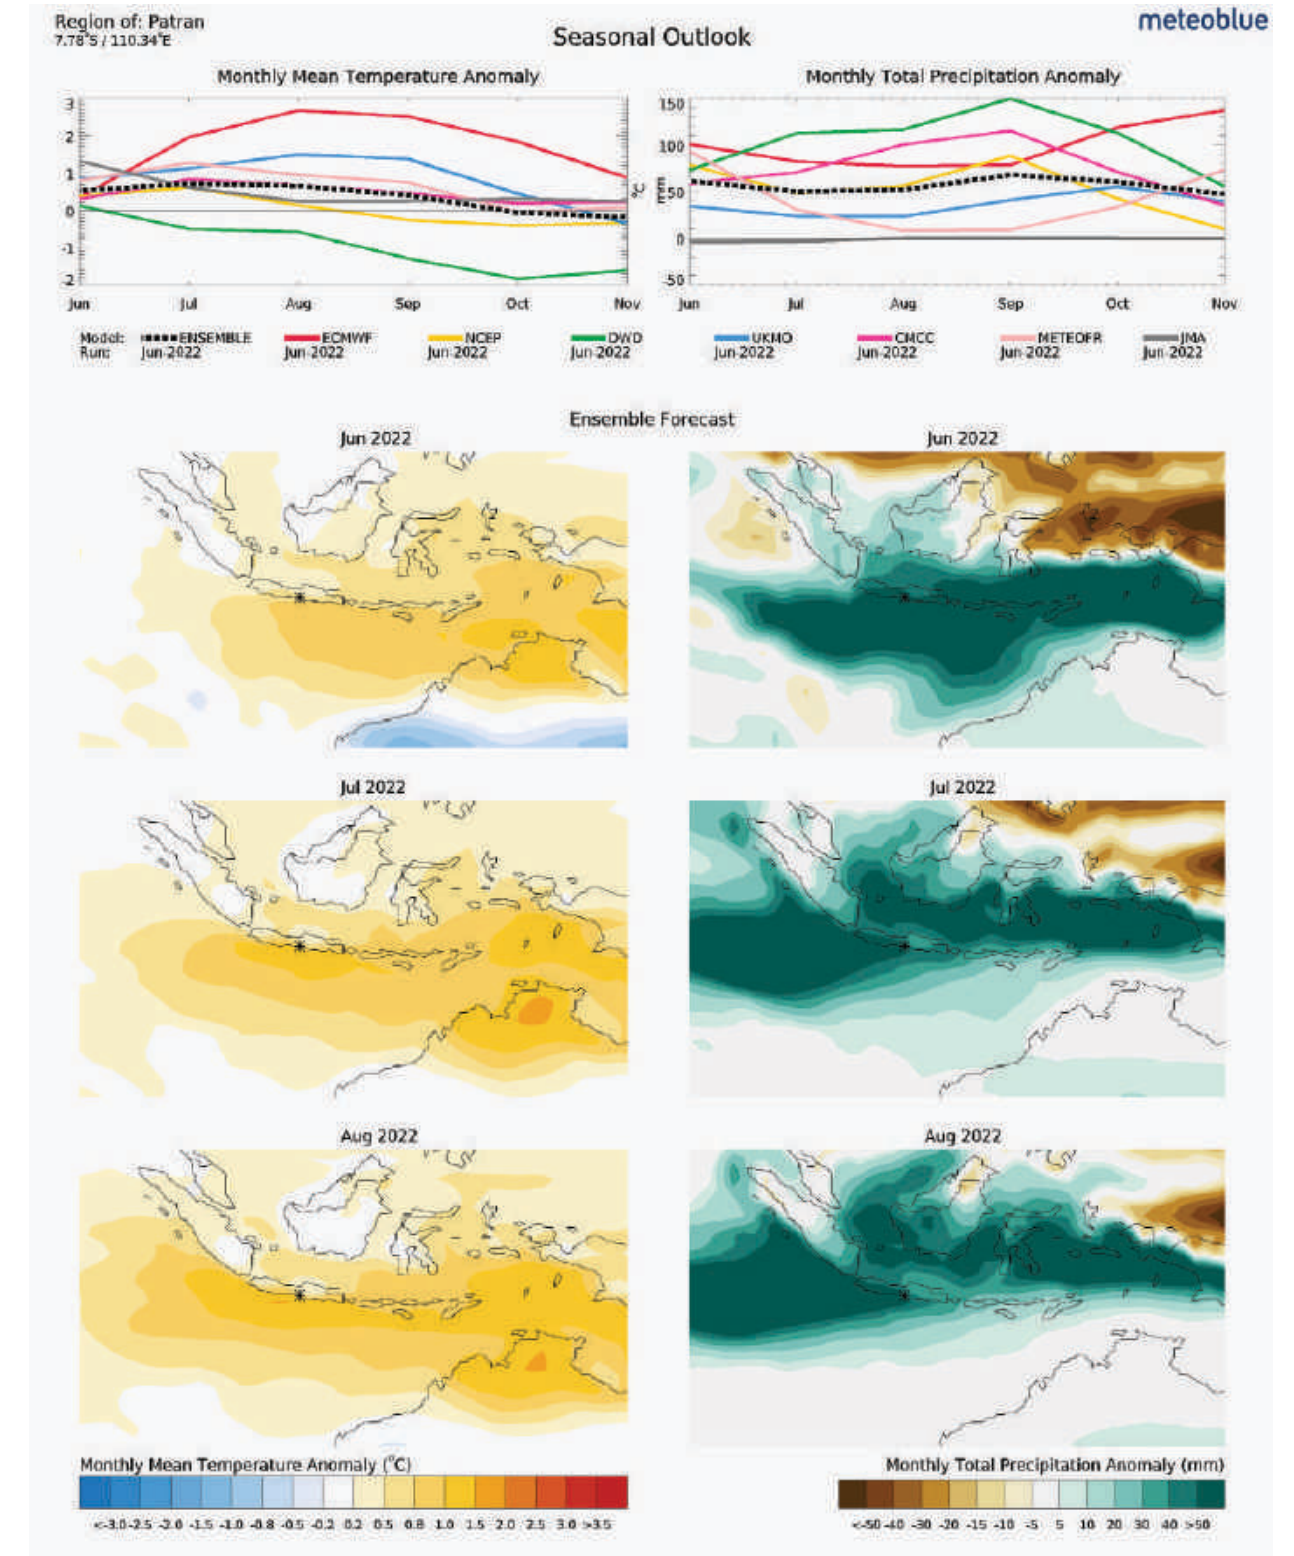 Region of: Patran
7.78°S / 110.34°E
meteoblue
Seasonal Outlook
Monthly Mean Temperature Anomaly
3
2
1
0
-1
-2
°C
Jun Jul Aug Sep Oct Nov
Monthly Total Precipitation Anomaly
150
100
50
0
-50
mm
Jun Jul Aug Sep Oct Nov
Model: ENSEMBLE ECMWF NCEP DWD UKMO CMCC METEOFR JMA
Run: Jun-2022 Jun-2022 Jun-2022 Jun-2022 Jun-2022 Jun-2022 Jun-2022 Jun-2022
Ensemble Forecast
Jun 2022 Jun 2022
Jul 2022 Jul 2022
Aug 2022 Aug 2022
Monthly Mean Temperature Anomaly (°C)
<-3.0 -2.5 -2.0 -1.5 -1.0 -0.8 -0.5 -0.2 0.2 0.5 0.8 1.0 1.5 2.0 2.5 3.0 >3.5
Monthly Total Precipitation Anomaly (mm)
<-50 -40 -30 -20 -15 -10 -5 5 10 20 30 40 >50